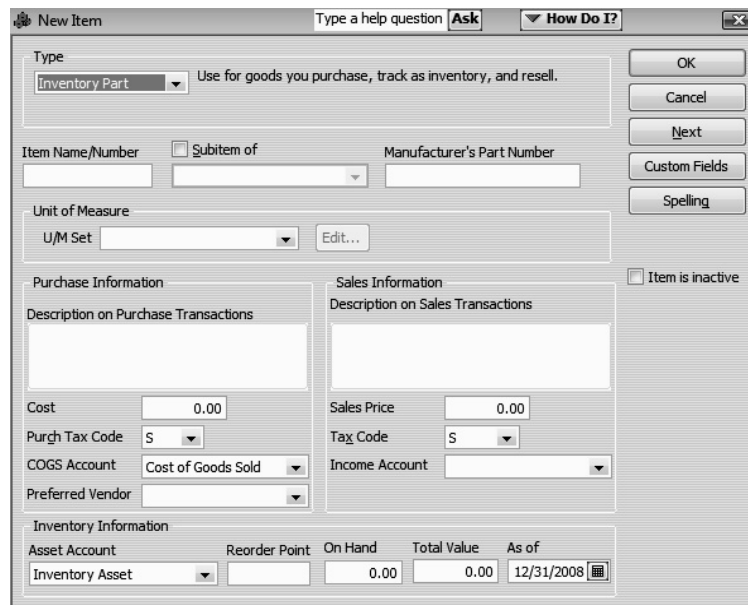 New Item Type a help question Ask How Do I?
Type
Inventory Part Use for goods you purchase, track as inventory, and resell.
OK
Cancel
Next
Custom Fields
Spelling
Item Name/Number Subitem of Manufacturer's Part Number
Unit of Measure
U/M Set Edit...
Item is inactive
Purchase Information
Description on Purchase Transactions
Cost 0.00
Purch Tax Code S
COGS Account Cost of Goods Sold
Preferred Vendor
Sales Information
Description on Sales Transactions
Sales Price 0.00
Tax Code S
Income Account
Inventory Information
Asset Account Reorder Point On Hand Total Value As of
Inventory Asset 0.00 0.00 12/31/2008